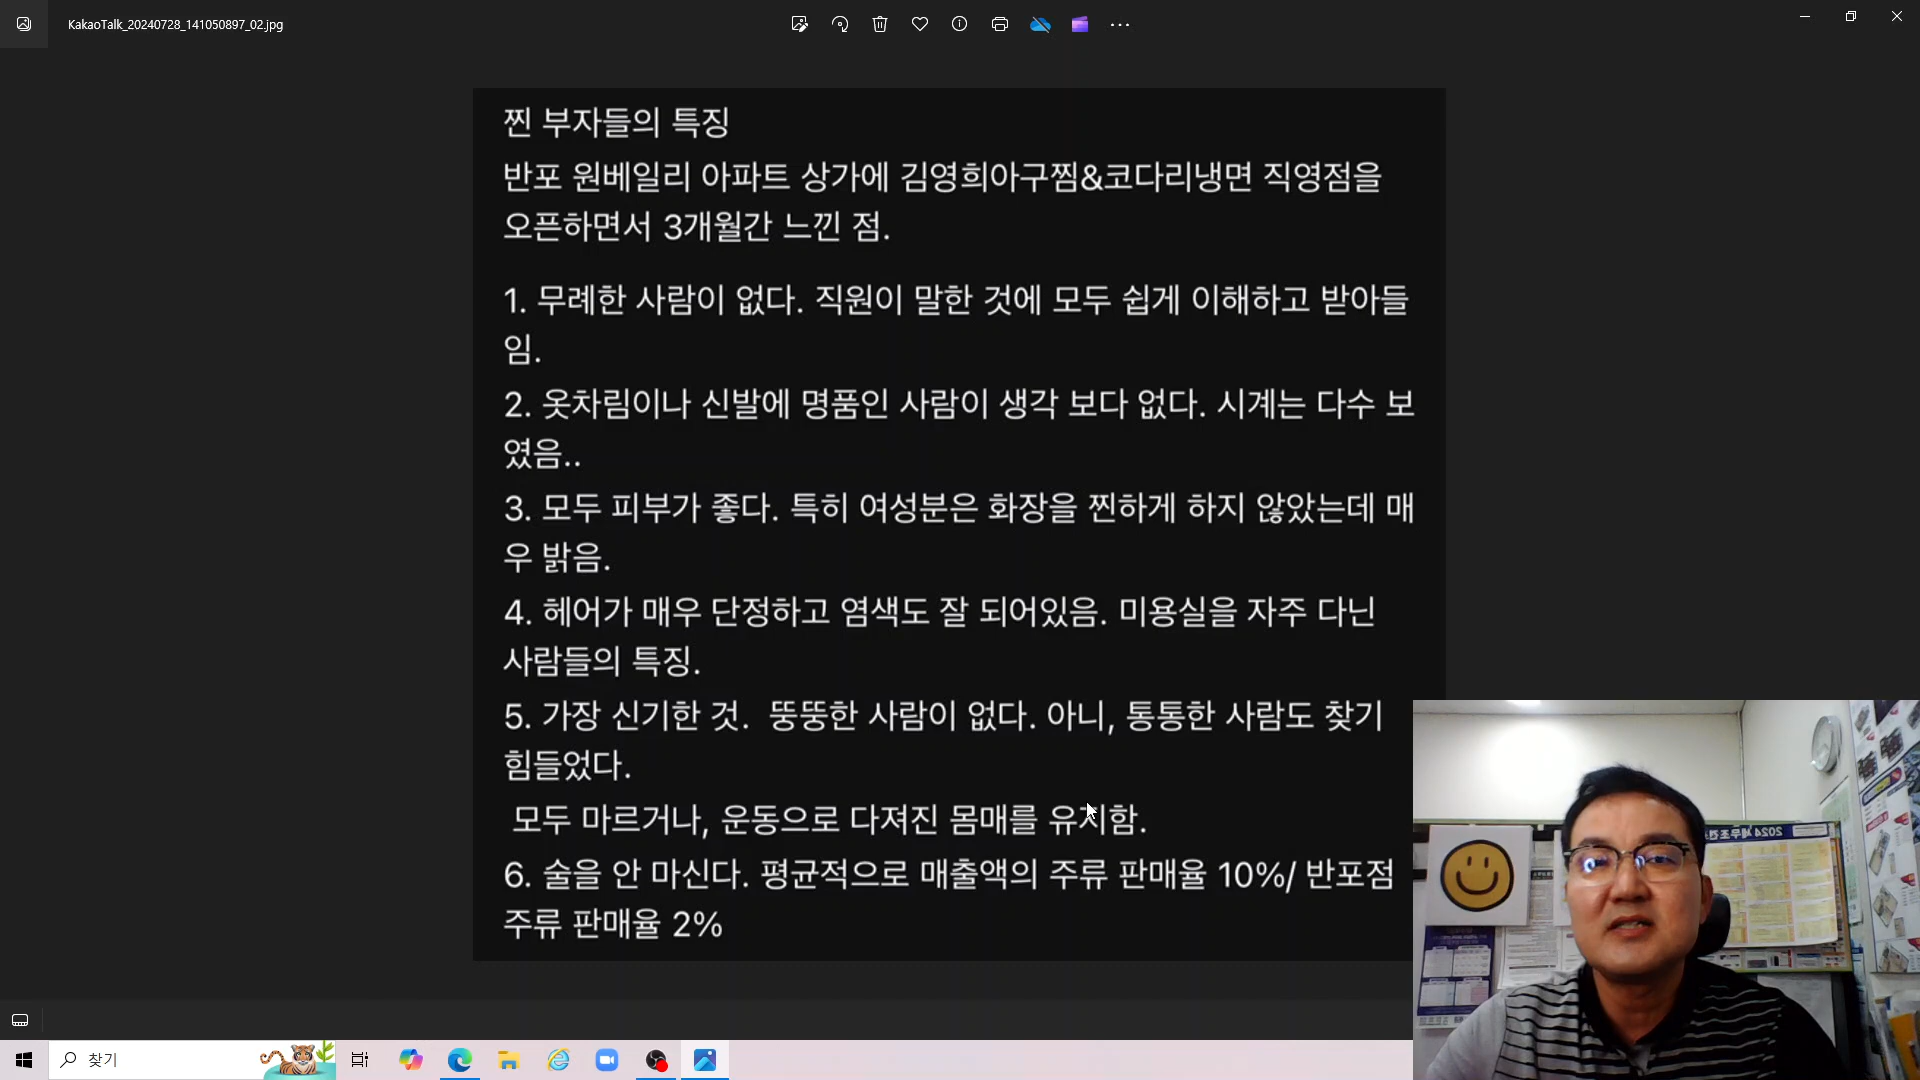 KakaoTalk_20240728_141050897_02.jpg
찐 부자들의 특징
반포 원베일리 아파트 상가에 김영희아구찜&코다리냉면 직영점을
오픈하면서 3개월간 느낀 점.
1. 무례한 사람이 없다. 직원이 말한 것에 모두 쉽게 이해하고 받아들
임.
2. 옷차림이나 신발에 명품인 사람이 생각 보다 없다. 시계는 다수 보
였음..
3. 모두 피부가 좋다. 특히 여성분은 화장을 찐하게 하지 않았는데 매
우 밝음.
4. 헤어가 매우 단정하고 염색도 잘 되어있음. 미용실을 자주 다닌
사람들의 특징.
5. 가장 신기한 것.  뚱뚱한 사람이 없다. 아니, 통통한 사람도 찾기
힘들었다.
모두 마르거나, 운동으로 다져진 몸매를 유지함.
6. 술을 안 마신다. 평균적으로 매출액의 주류 판매율 10%/ 반포점
주류 판매율 2%
2024 세무조견
찾기